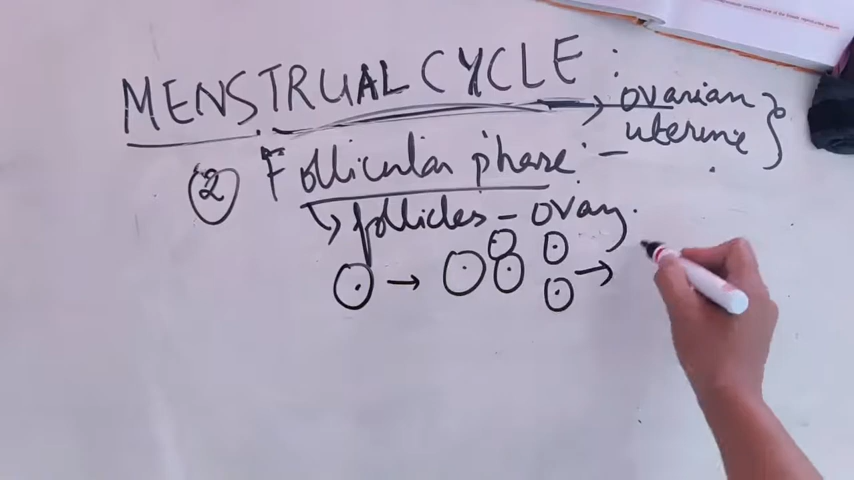 MENSTRUAL CYCLE :
→ ovarian
uterine }
② Follicular phase : -
↳ follicles - ovary.